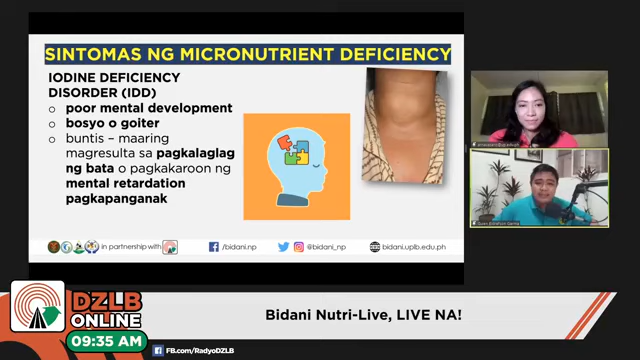 SINTOMAS NG MICRONUTRIENT DEFICIENCY
IODINE DEFICIENCY
DISORDER (IDD)
o poor mental development
o bosyo o goiter
o buntis – maaring
magresulta sa pagkalaglag
ng bata o pagkakaroon ng
mental retardation
pagkapanganak
in partnership with
/bidani.np
@bidani_np
bidani.uplb.edu.ph
DZLB
ONLINE
09:35 AM
Bidani Nutri-Live, LIVE NA!
FB.com/RadyoDZLB